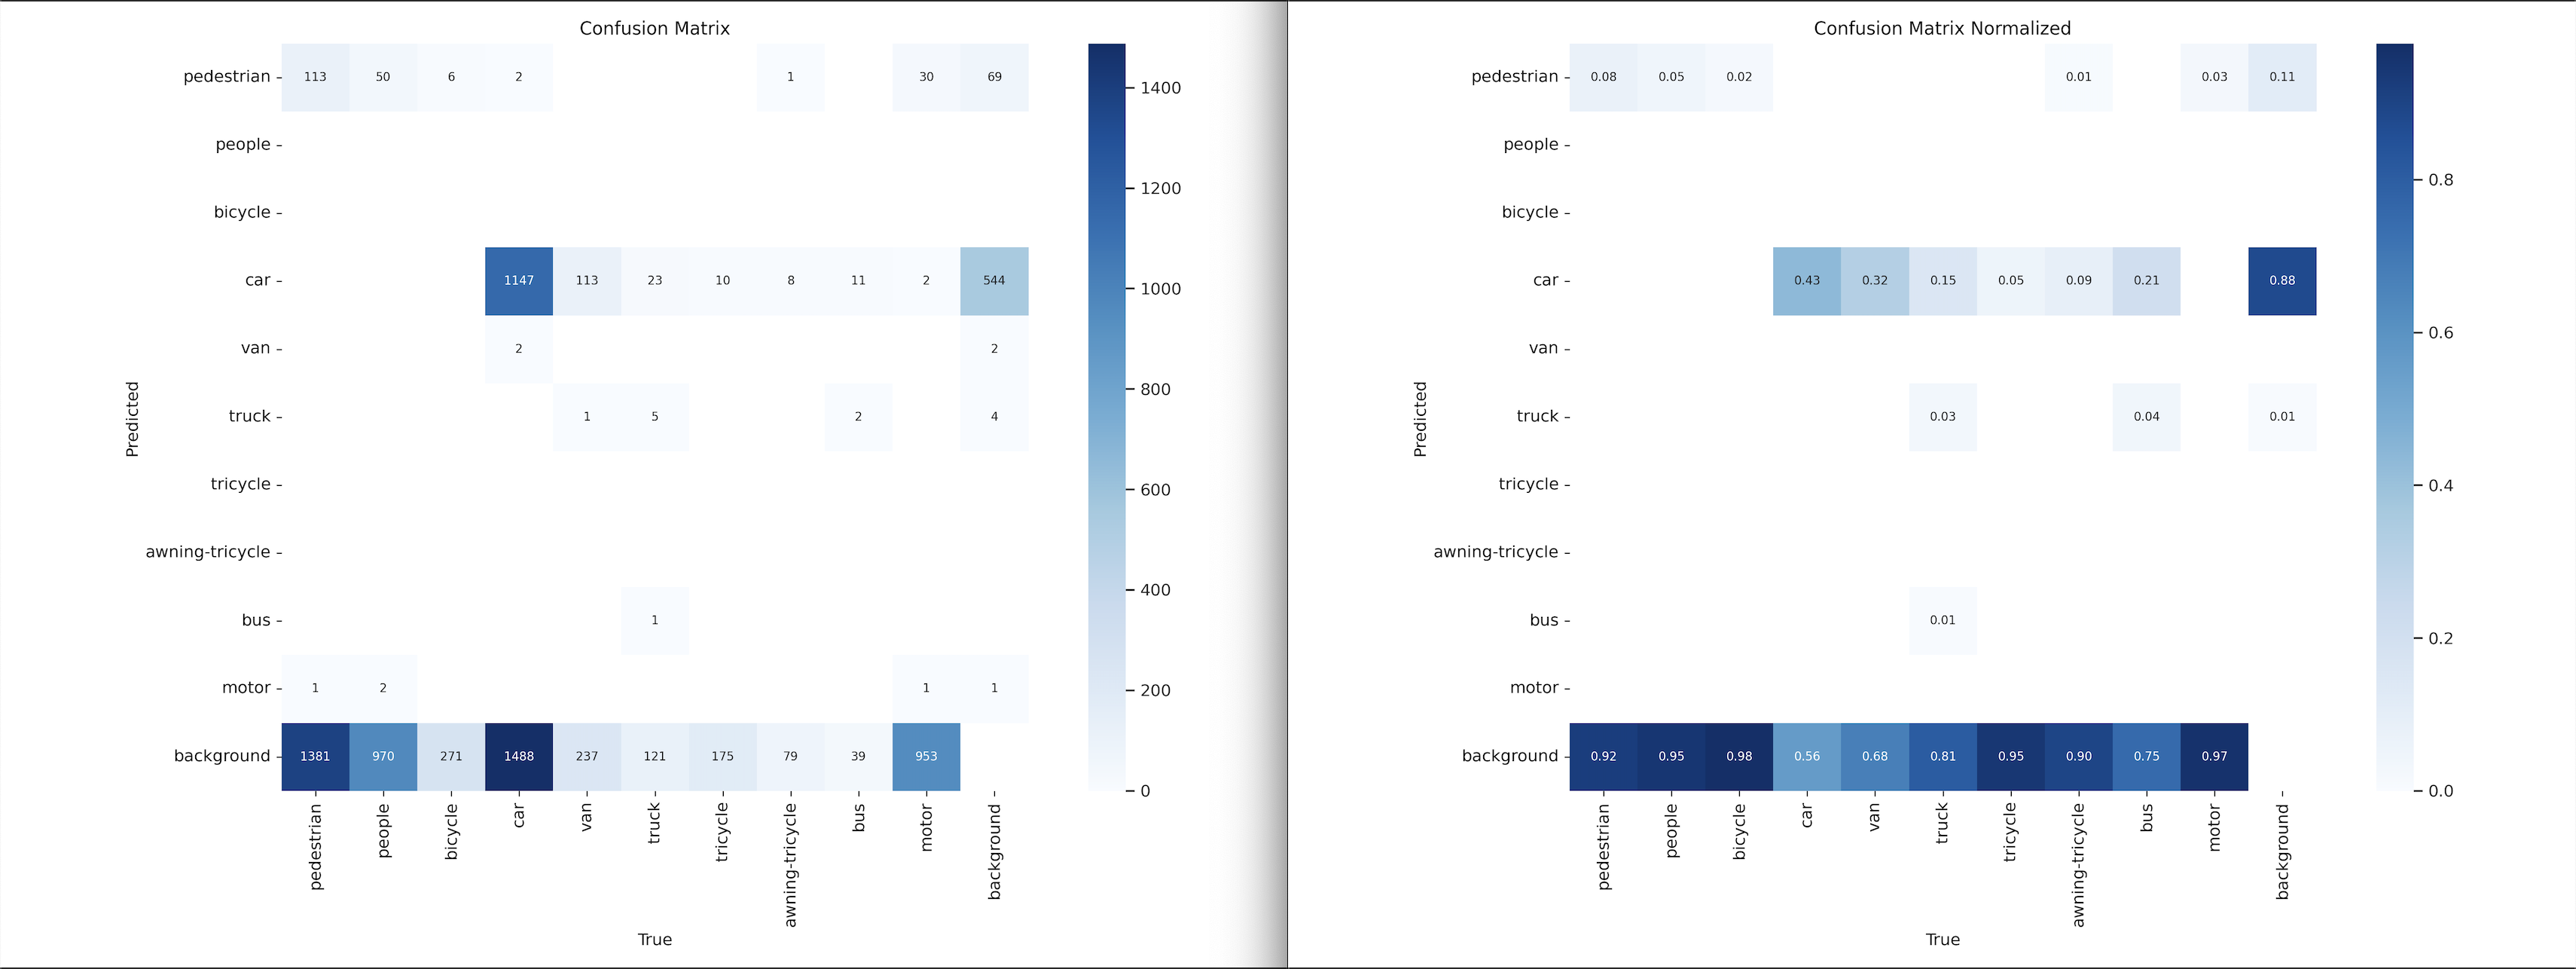 Confusion Matrix
pedestrian 113 50 6 2 1 30 69
people
bicycle
car 1147 113 23 10 8 11 2 544
van 2 2
truck 1 5 2 4
tricycle
awning-tricycle
bus 1
motor 1 2 1 1
background 1381 970 271 1488 237 121 175 79 39 953
pedestrian people bicycle car van truck tricycle awning-tricycle bus motor background
True
Predicted
1400
1200
1000
800
600
400
200
0
Confusion Matrix Normalized
pedestrian 0.08 0.05 0.02 0.01 0.03 0.11
people
bicycle
car 0.43 0.32 0.15 0.05 0.09 0.21 0.88
van
truck 0.03 0.04 0.01
tricycle
awning-tricycle
bus 0.01
motor
background 0.92 0.95 0.98 0.56 0.68 0.81 0.95 0.90 0.75 0.97
pedestrian people bicycle car van truck tricycle awning-tricycle bus motor background
True
Predicted
0.8
0.6
0.4
0.2
0.0